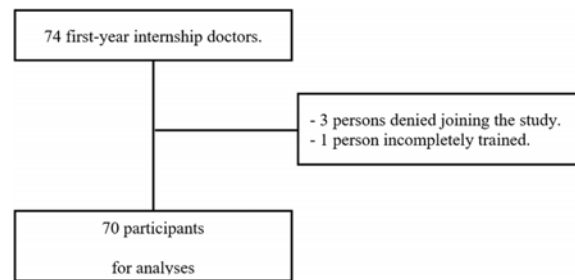 74 first-year internship doctors.
- 3 persons denied joining the study.
- 1 person incompletely trained.
70 participants
for analyses